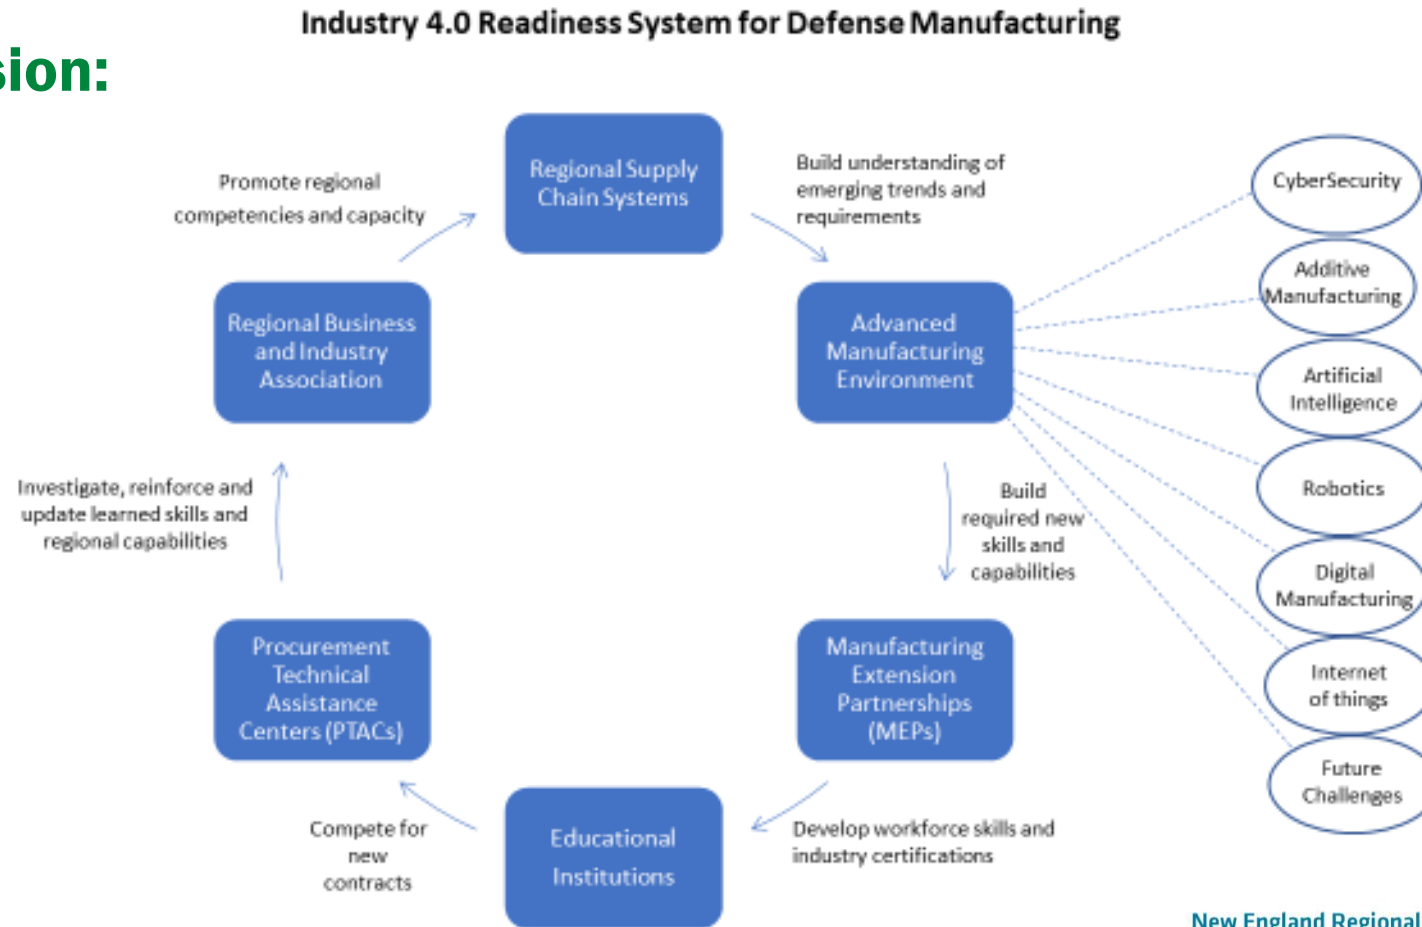 Industry 4.0 Readiness System for Defense Manufacturing
sion:
Regional Supply
Chain Systems
Build understanding of
emerging trends and
requirements
Promote regional
competencies and capacity
CyberSecurity
Additive
Manufacturing
Artificial
Intelligence
Robotics
Digital
Manufacturing
Internet
of things
Future
Challenges
Regional Business
and Industry
Association
Advanced
Manufacturing
Environment
Investigate, reinforce and
update learned skills and
regional capabilities
Build
required new
skills and
capabilities
Procurement
Technical
Assistance
Centers (PTACs)
Manufacturing
Extension
Partnerships
(MEPs)
Compete for
new
contracts
Educational
Institutions
Develop workforce skills and
industry certifications
New England Regional